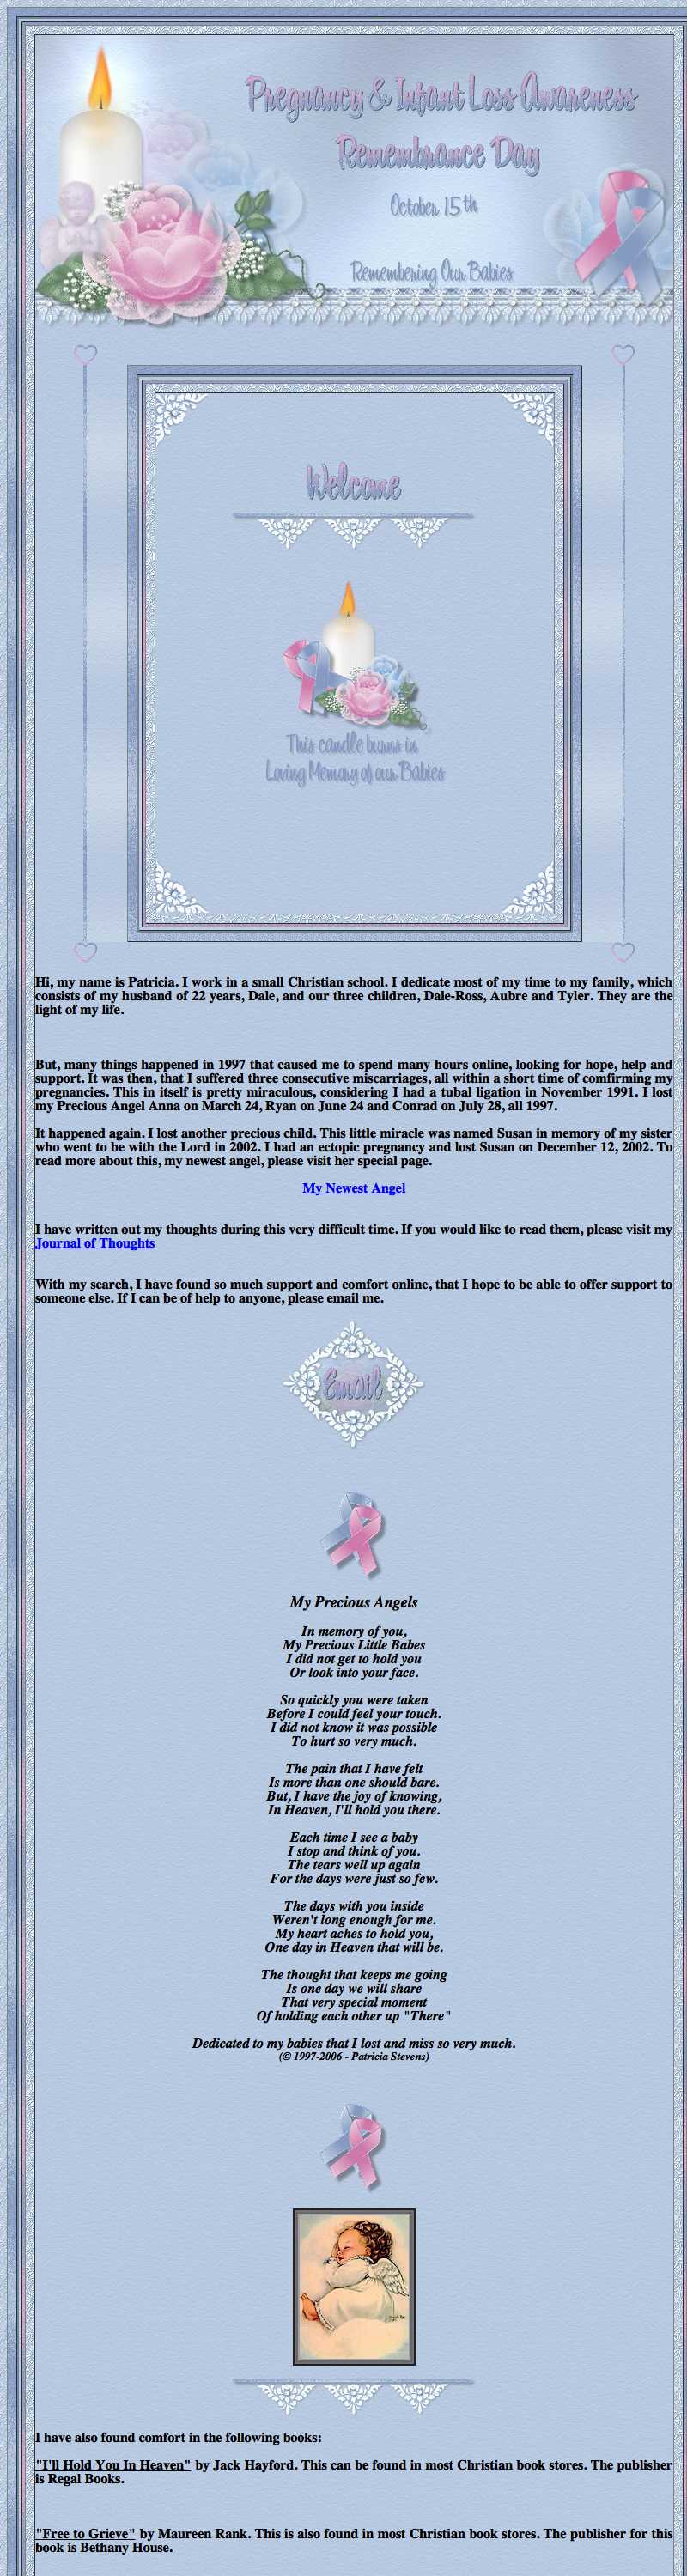 Pregnancy & Infant Loss Awareness
Remembrance Day
October 15th
Remembering Our Babies
Welcome
This candle burns in
Loving Memory of our Babies
Hi, my name is Patricia. I work in a small Christian school. I dedicate most of my time to my family, which
consists of my husband of 22 years, Dale, and our three children, Dale-Ross, Aubre and Tyler. They are the
light of my life.
But, many things happened in 1997 that caused me to spend many hours online, looking for hope, help and
support. It was then, that I suffered three consecutive miscarriages, all within a short time of comfirming my
pregnancies. This in itself is pretty miraculous, considering I had a tubal ligation in November 1991. I lost
my Precious Angel Anna on March 24, Ryan on June 24 and Conrad on July 28, all 1997.
It happened again. I lost another precious child. This little miracle was named Susan in memory of my sister
who went to be with the Lord in 2002. I had an ectopic pregnancy and lost Susan on December 12, 2002. To
read more about this, my newest angel, please visit her special page.
My Newest Angel
I have written out my thoughts during this very difficult time. If you would like to read them, please visit my
Journal of Thoughts
With my search, I have found so much support and comfort online, that I hope to be able to offer support to
someone else. If I can be of help to anyone, please email me.
Email
My Precious Angels
In memory of you,
My Precious Little Babes
I did not get to hold you
Or look into your face.
So quickly you were taken
Before I could feel your touch.
I did not know it was possible
To hurt so very much.
The pain that I have felt
Is more than one should bare.
But, I have the joy of knowing,
In Heaven, I'll hold you there.
Each time I see a baby
I stop and think of you.
The tears well up again
For the days were just so few.
The days with you inside
Weren't long enough for me.
My heart aches to hold you,
One day in Heaven that will be.
The thought that keeps me going
Is one day we will share
That very special moment
Of holding each other up "There"
Dedicated to my babies that I lost and miss so very much.
(© 1997-2006 - Patricia Stevens)
I have also found comfort in the following books:
"I'll Hold You In Heaven" by Jack Hayford. This can be found in most Christian book stores. The publisher
is Regal Books.
"Free to Grieve" by Maureen Rank. This is also found in most Christian book stores. The publisher for this
book is Bethany House.